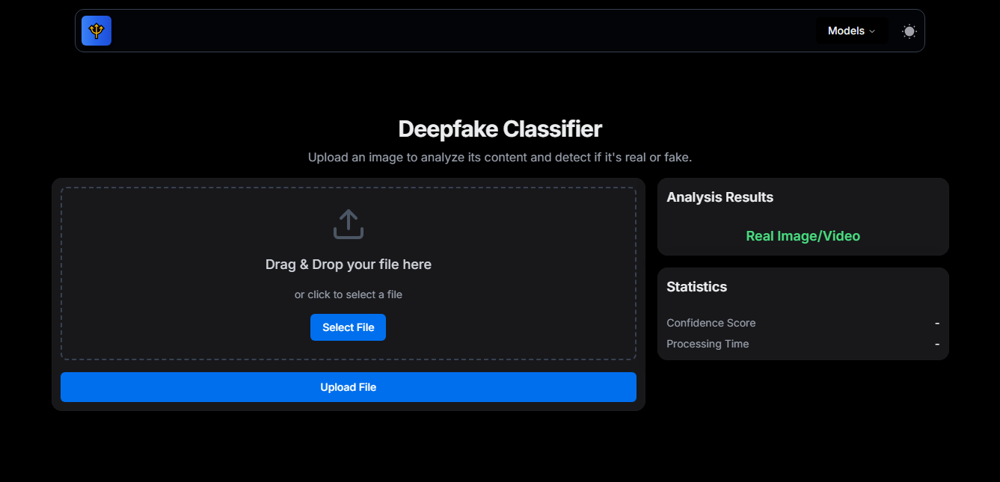 Models
Deepfake Classifier
Upload an image to analyze its content and detect if it's real or fake.
Drag & Drop your file here
or click to select a file
Select File
Upload File
Analysis Results
Real Image/Video
Statistics
Confidence Score -
Processing Time -